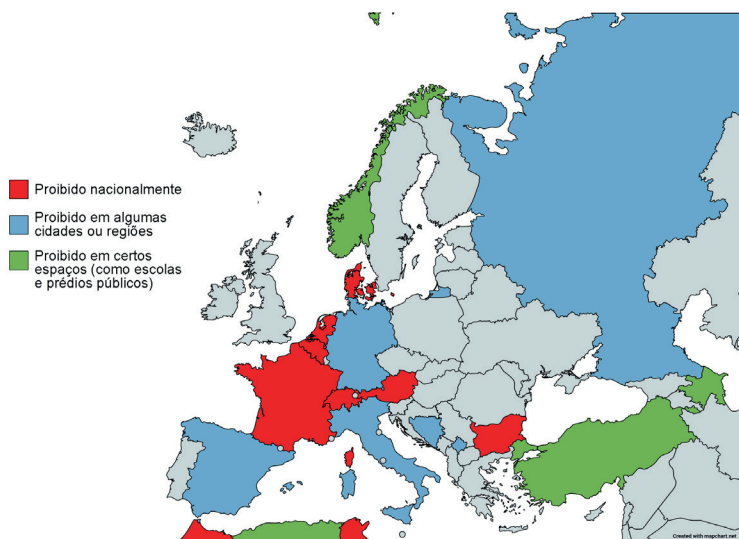 Proibido nacionalmente
Proibido em algumas
cidades ou regiões
Proibido em certos
espaços (como escolas
e prédios públicos)
Created with mapchart.net